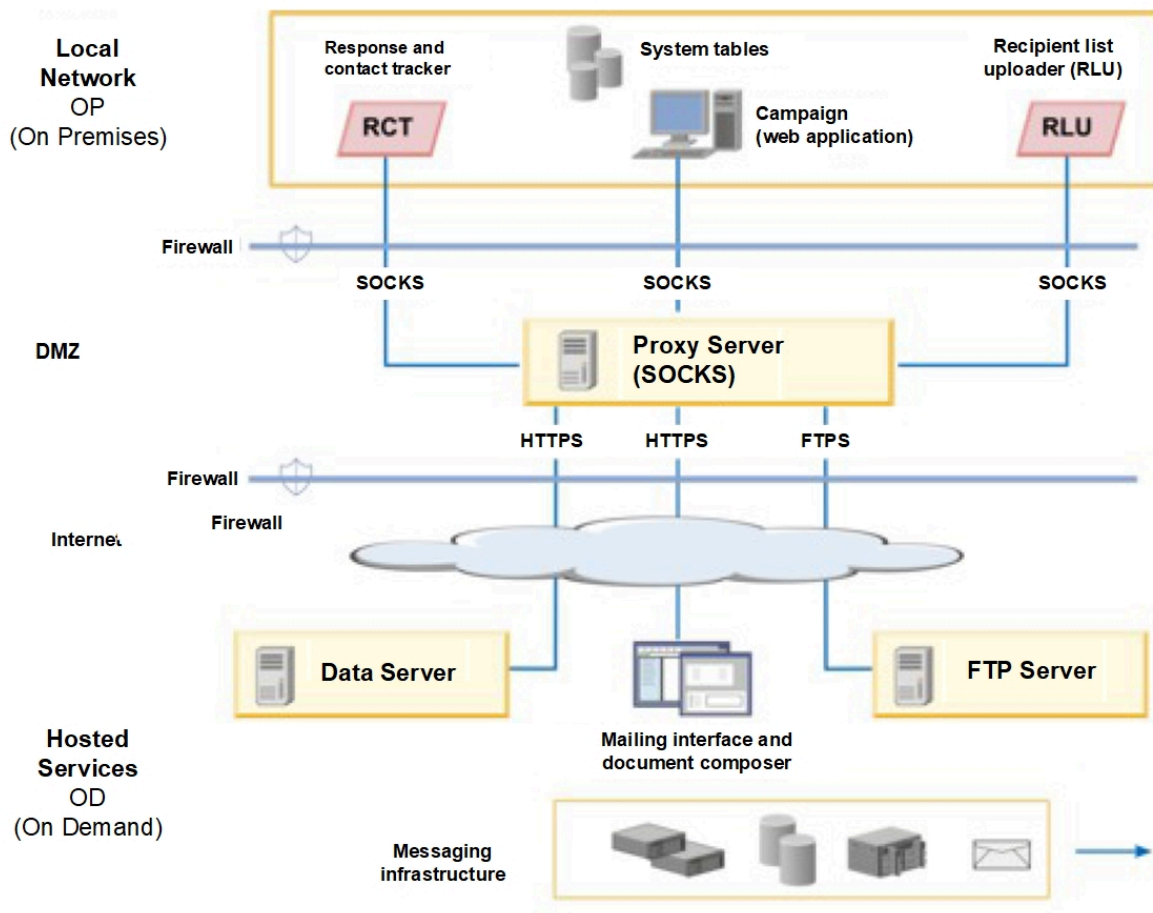 Local
Network
OP
(On Premises)
Response and
contact tracker
RCT
System tables
Campaign
(web application)
Recipient list
uploader (RLU)
RLU
Firewall
SOCKS
SOCKS
SOCKS
DMZ
Proxy Server
(SOCKS)
HTTPS
HTTPS
FTPS
Firewall
Firewall
Internet
Data Server
FTP Server
Mailing interface and
document composer
Hosted
Services
OD
(On Demand)
Messaging
infrastructure